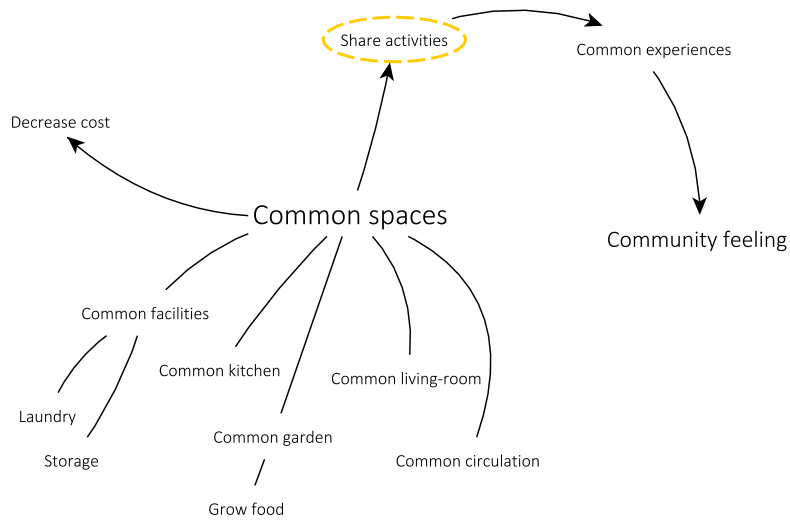 Share activities
Common experiences
Decrease cost
Common spaces
Community feeling
Common facilities
Common kitchen
Common living-room
Laundry
Common garden
Storage
Common circulation
Grow food